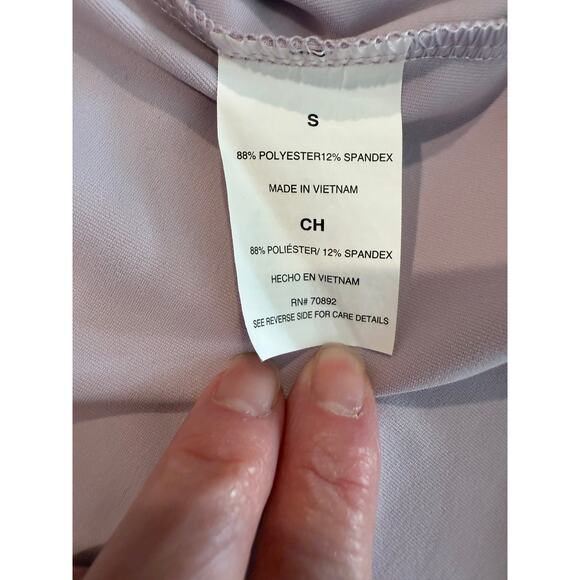 S
88% POLYESTER12% SPANDEX
MADE IN VIETNAM
CH
88% POLIÉSTER/ 12% SPANDEX
HECHO EN VIETNAM
RN# 70892
SEE REVERSE SIDE FOR CARE DETAILS